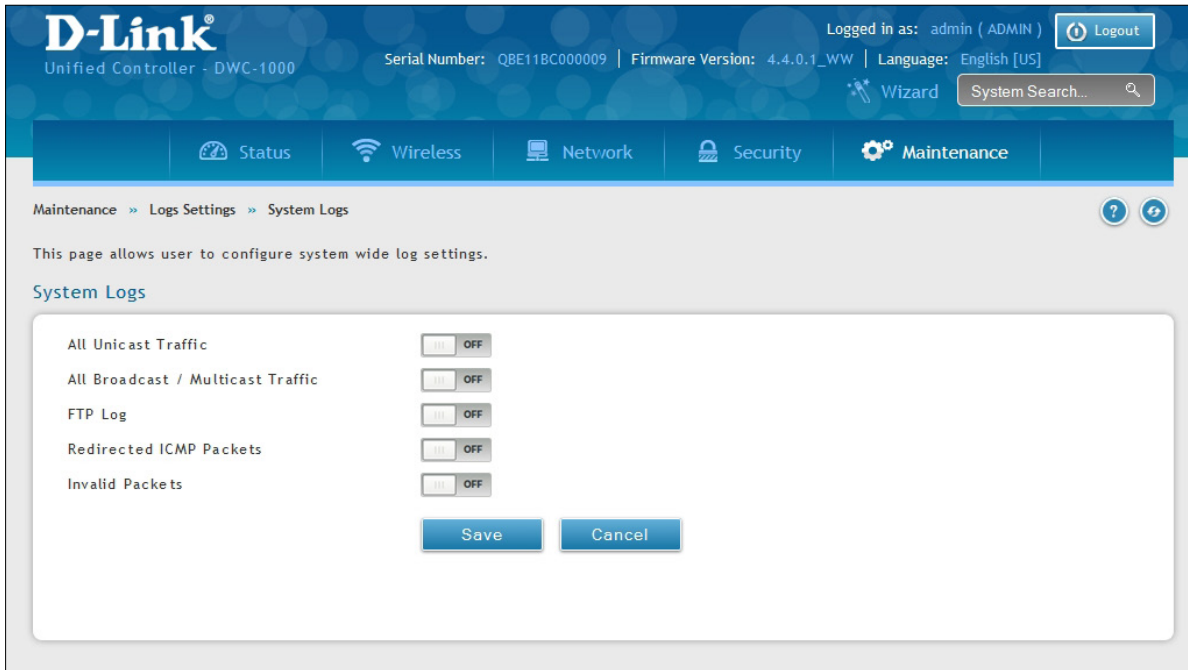 D-Link®
Unified Controller - DWC-1000
Logged in as: admin ( ADMIN )
Logout
Serial Number: QBE11BC000009 | Firmware Version: 4.4.0.1_WW | Language: English [US]
Wizard
System Search...
Status
Wireless
Network
Security
Maintenance
Maintenance » Logs Settings » System Logs
?
This page allows user to configure system wide log settings.
System Logs
All Unicast Traffic OFF
All Broadcast / Multicast Traffic OFF
FTP Log OFF
Redirected ICMP Packets OFF
Invalid Packets OFF
Save
Cancel